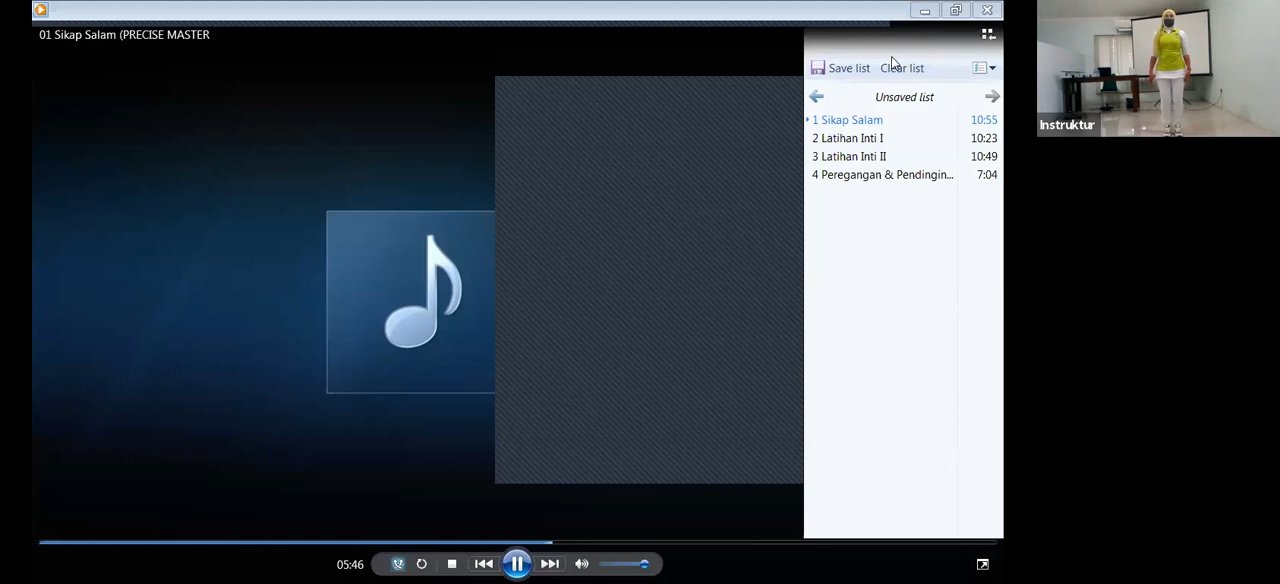 01 Sikap Salam (PRECISE MASTER
Save list Clear list
Unsaved list
1 Sikap Salam 10:55
2 Latihan Inti I 10:23
3 Latihan Inti II 10:49
4 Peregangan & Pendingin... 7:04
05:46
Instruktur